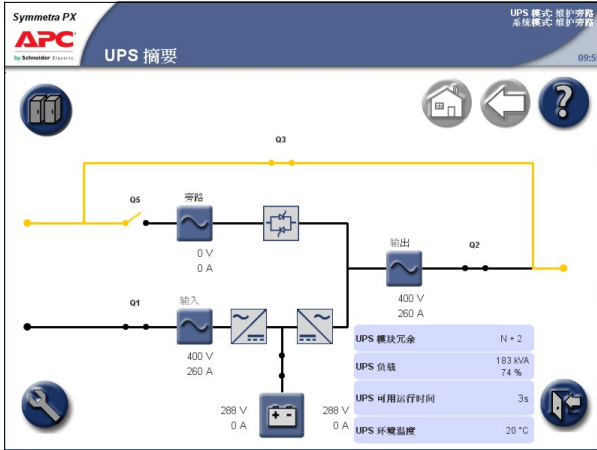 Symmetra PX
APC
by Schneider Electric
UPS 摘要
UPS 模式: 维护旁路
系统模式: 维护旁路
09:5
Q3
Q5
旁路
0 V
0 A
输出
Q2
400 V
260 A
Q1
输入
400 V
260 A
288 V
0 A
288 V
0 A
UPS 模块冗余 N + 2
UPS 负载 183 kVA
74 %
UPS 可用运行时间 3s
UPS 环境温度 20 °C